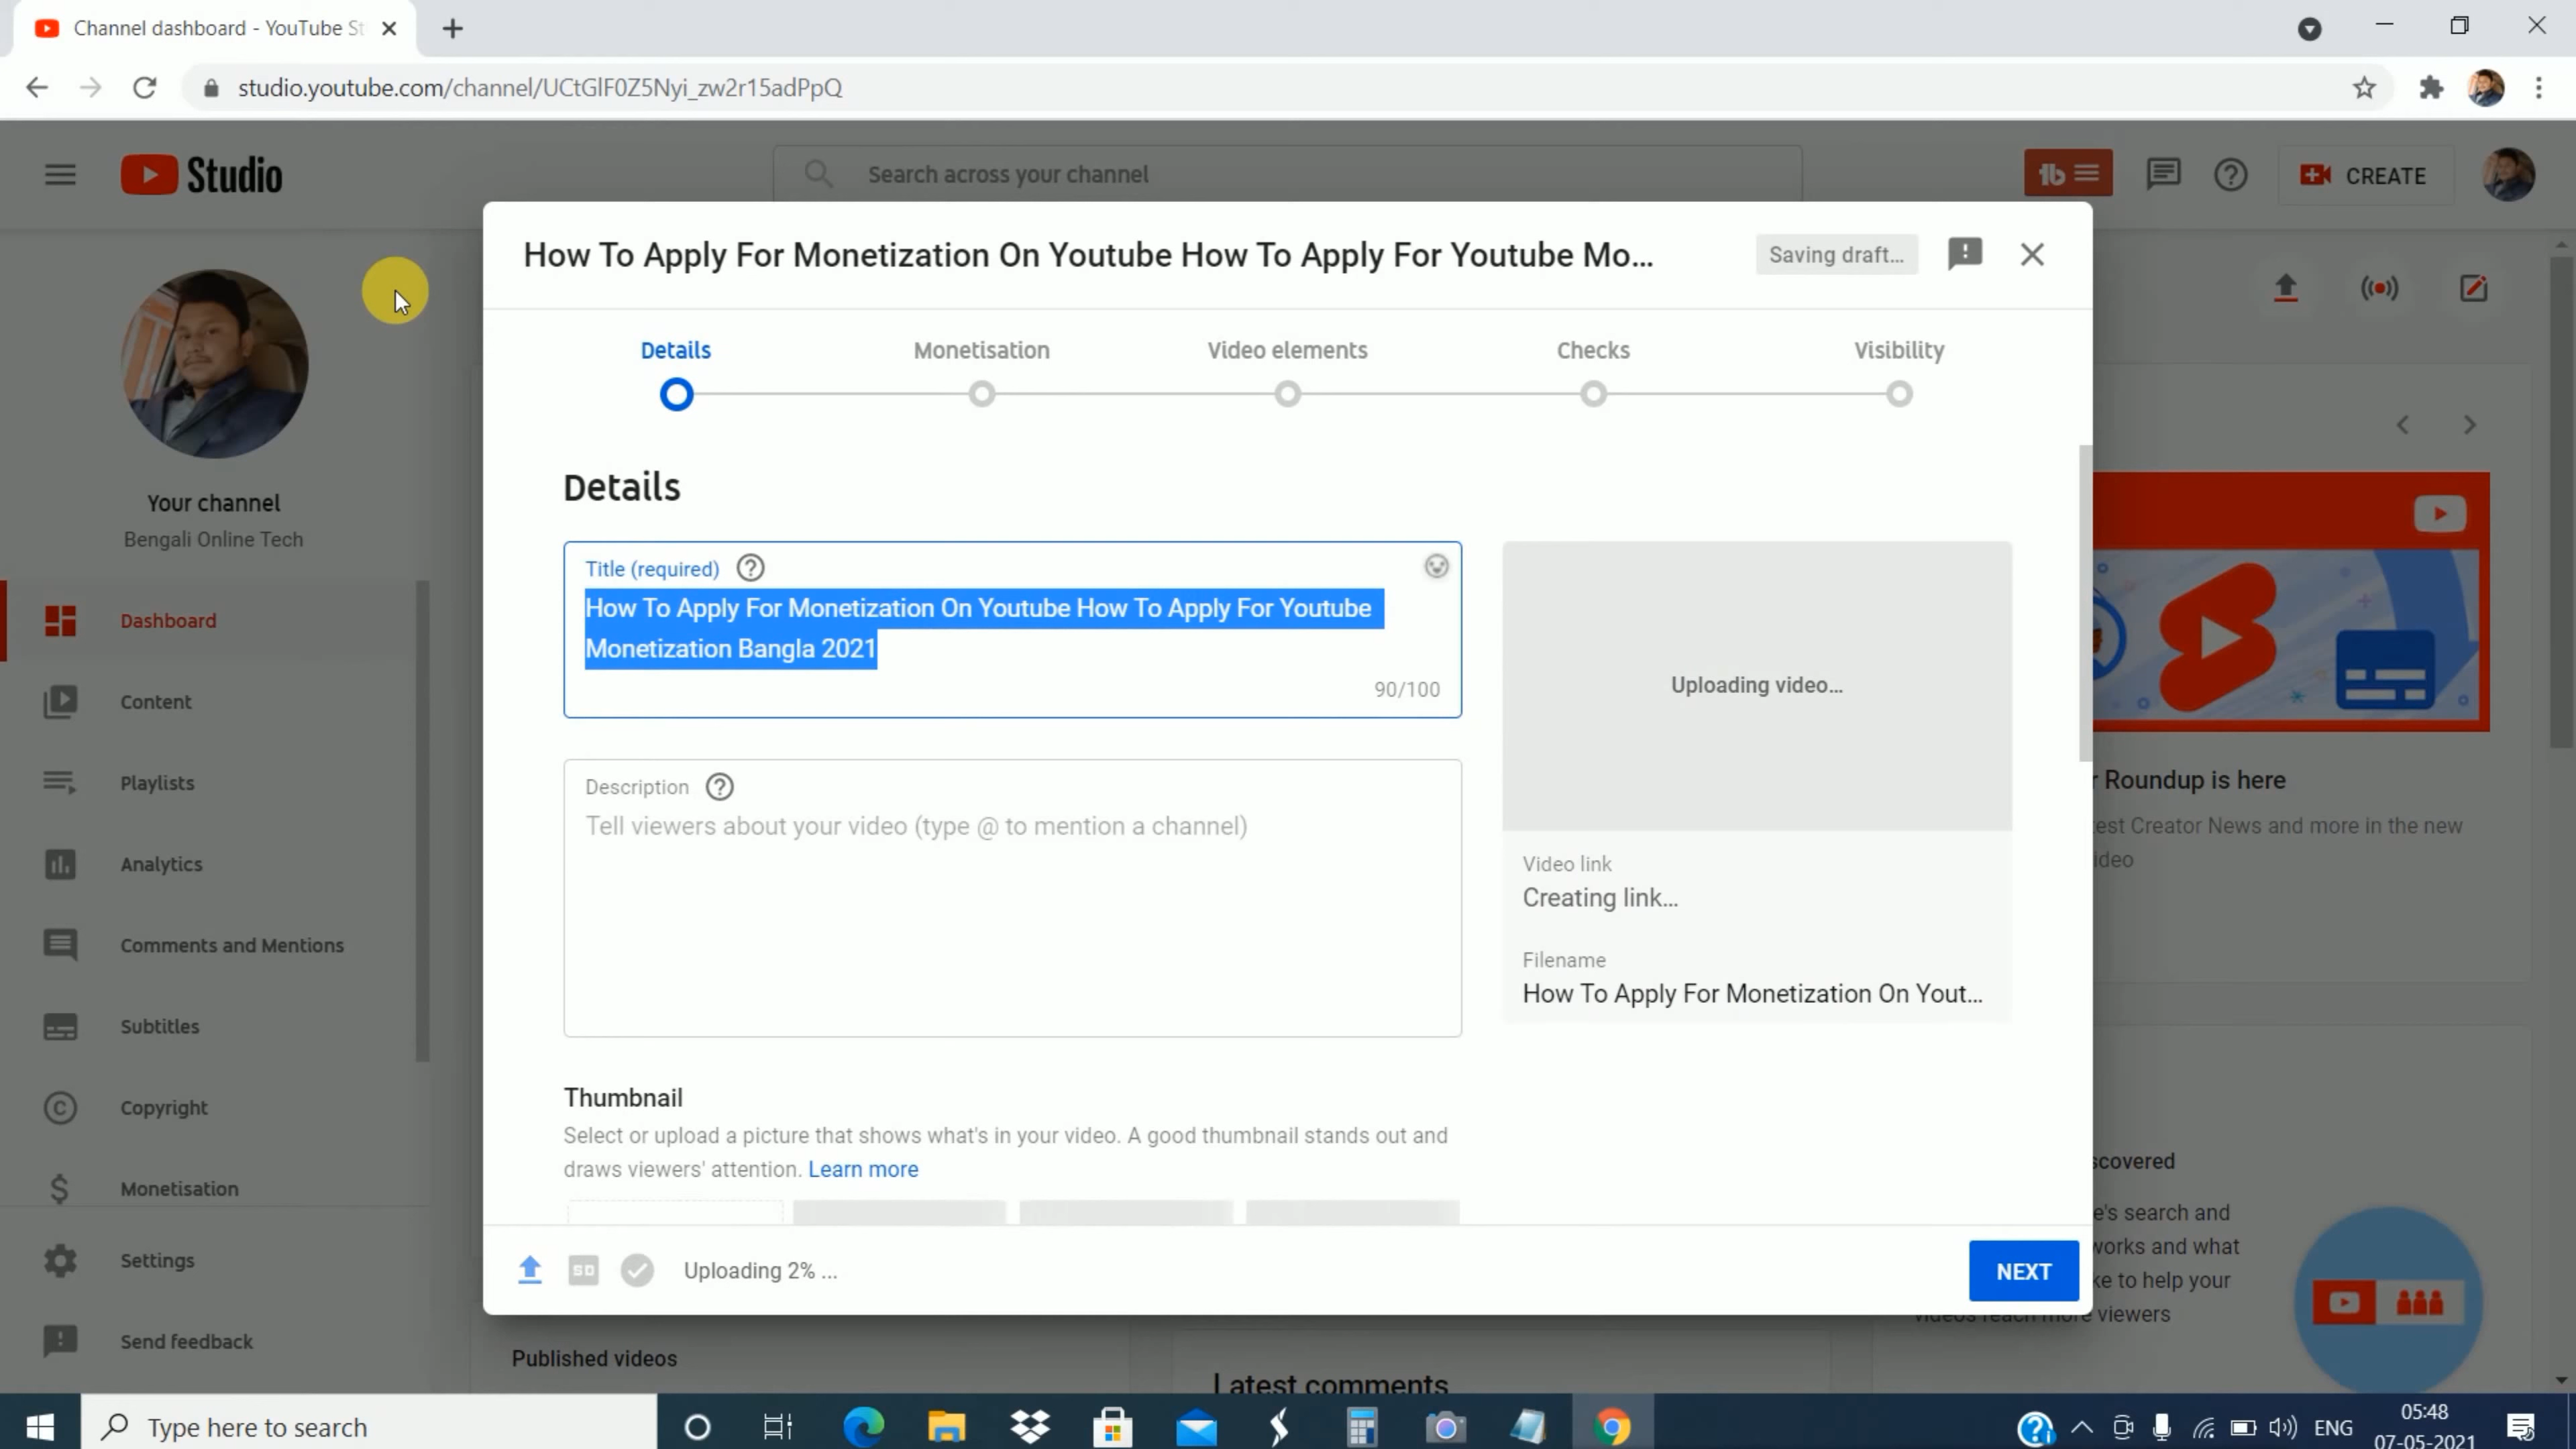 Channel dashboard - YouTube St
studio.youtube.com/channel/UCtGlF0Z5Nyi_zw2r15adPpQ
Studio
Search across your channel
CREATE
How To Apply For Monetization On Youtube How To Apply For Youtube Mo...
Saving draft...
Details
Monetisation
Video elements
Checks
Visibility
Your channel
Bengali Online Tech
Dashboard
Content
Playlists
Analytics
Comments and Mentions
Subtitles
Copyright
Monetisation
Settings
Send feedback
Details
Title (required)
How To Apply For Monetization On Youtube How To Apply For Youtube
Monetization Bangla 2021
90/100
Description
Tell viewers about your video (type @ to mention a channel)
Uploading video...
Video link
Creating link...
Filename
How To Apply For Monetization On Yout...
Thumbnail
Select or upload a picture that shows what's in your video. A good thumbnail stands out and
draws viewers' attention. Learn more
SD
Uploading 2% ...
NEXT
Roundup is here
Creator News and more in the new
e's search and
works and what
to help your
videos reach more viewers
Published videos
Latest comments
Type here to search
ENG
05:48
07-05-2021